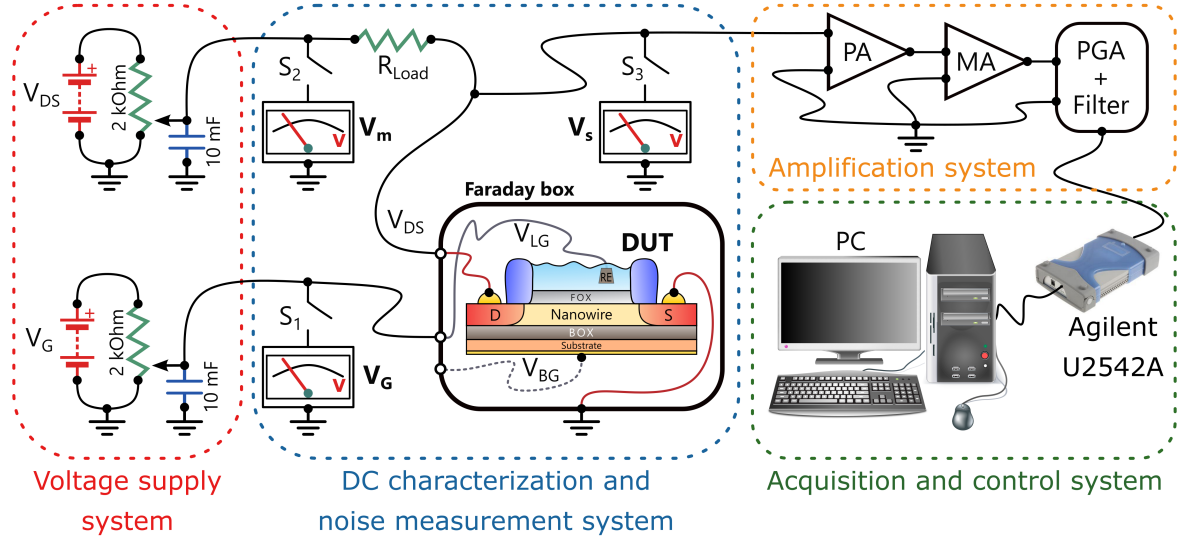 V_DS
+
2 kOhm
10 mF
S_2
R_Load
V_m
V
S_3
V_s
V
PA
MA
PGA
+
Filter
Amplification system
Faraday box
V_DS
V_LG
DUT
RE
FOX
D
Nanowire
S
BOX
Substrate
V_BG
V_G
+
2 kOhm
10 mF
S_1
V_G
V
PC
Agilent
U2542A
Voltage supply
system
DC characterization and
noise measurement system
Acquisition and control system